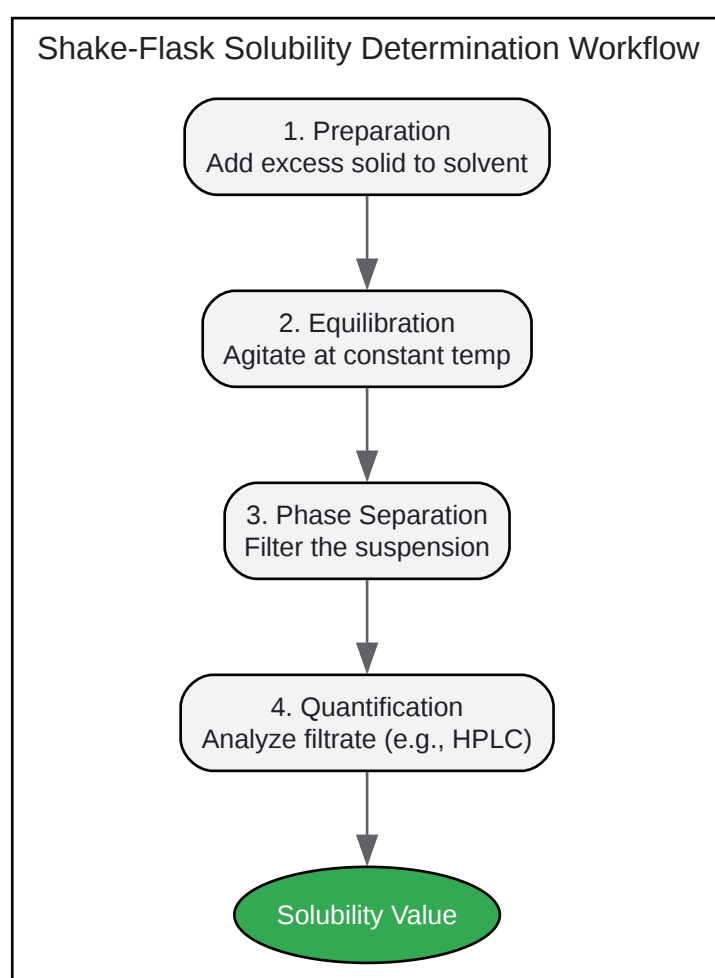 Shake-Flask Solubility Determination Workflow
1. Preparation
Add excess solid to solvent
2. Equilibration
Agitate at constant temp
3. Phase Separation
Filter the suspension
4. Quantification
Analyze filtrate (e.g., HPLC)
Solubility Value